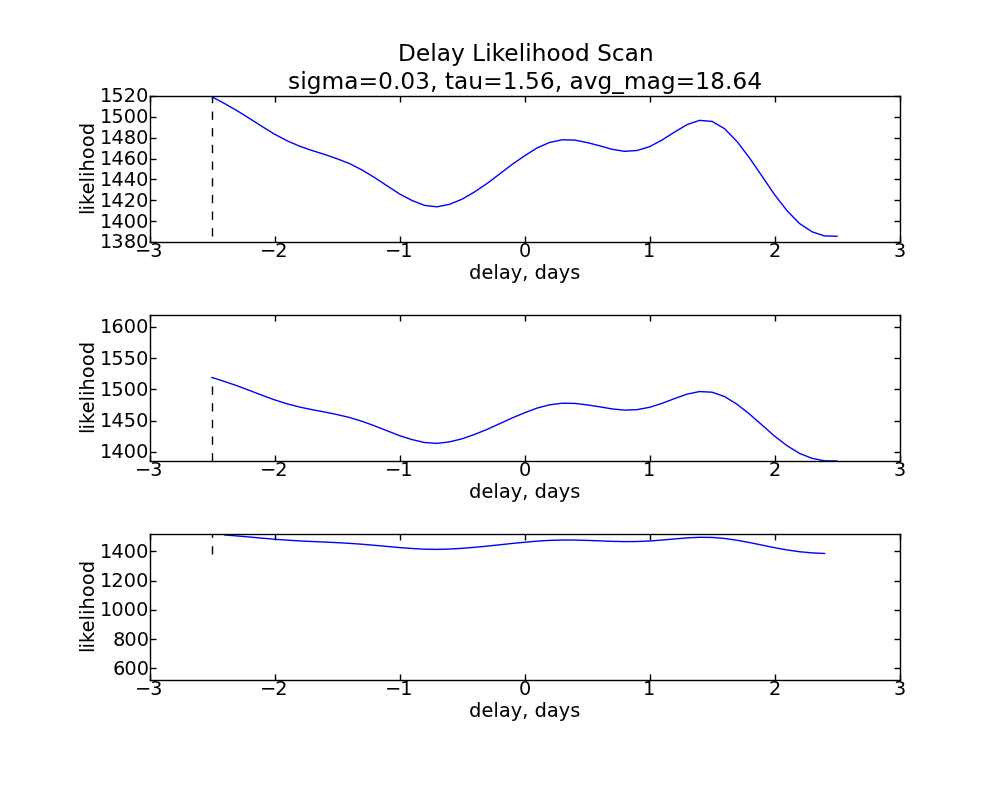 Delay Likelihood Scan
sigma=0.03, tau=1.56, avg_mag=18.64
1520
1500
1480
1460
1440
1420
1400
1380
likelihood
−3 −2 −1 0 1 2 3
delay, days
1600
1550
1500
1450
1400
likelihood
−3 −2 −1 0 1 2 3
delay, days
1400
1200
1000
800
600
likelihood
−3 −2 −1 0 1 2 3
delay, days